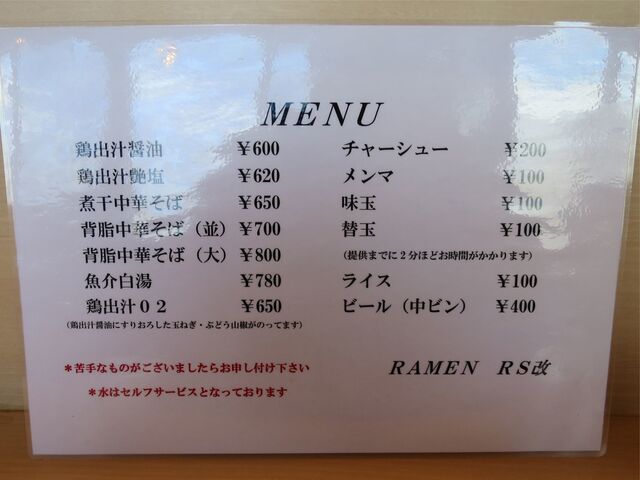 MENU
鶏出汁醤油 ￥600
鶏出汁艶塩 ￥620
煮干中華そば ￥650
背脂中華そば（並） ￥700
背脂中華そば（大） ￥800
魚介白湯 ￥780
鶏出汁０２ ￥650
（鶏出汁醤油にすりおろした玉ねぎ・ぶどう山椒がのってます）
チャーシュー ￥200
メンマ ￥100
味玉 ￥100
替玉 ￥100
（提供までに２分ほどお時間がかかります）
ライス ￥100
ビール（中ビン） ￥400
＊苦手なものがございましたらお申し付け下さい
＊水はセルフサービスとなっております
RAMEN RS改